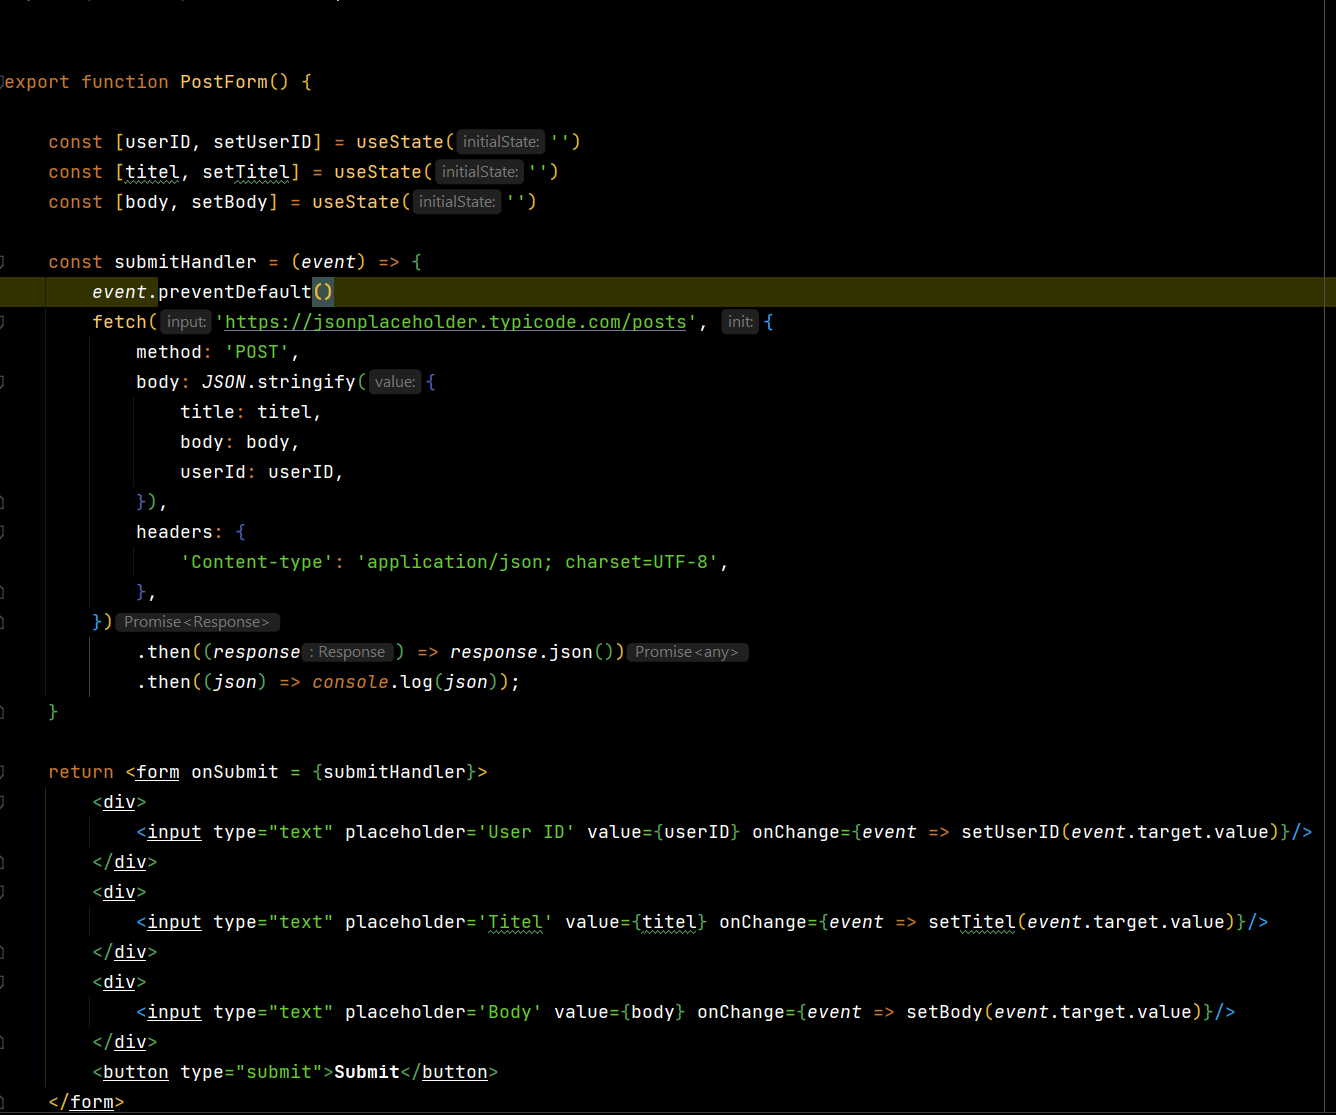 export function PostForm() {
const [userID, setUserID] = useState( initialState: '')
const [titel, setTitel] = useState( initialState: '')
const [body, setBody] = useState( initialState: '')
const submitHandler = (event) => {
event.preventDefault()
fetch( input: 'https://jsonplaceholder.typicode.com/posts', init: {
method: 'POST',
body: JSON.stringify( value: {
title: titel,
body: body,
userId: userID,
}),
headers: {
'Content-type': 'application/json; charset=UTF-8',
},
}) Promise<Response>
.then((response : Response ) => response.json()) Promise<any>
.then((json) => console.log(json));
}
return <form onSubmit = {submitHandler}>
<div>
<input type="text" placeholder='User ID' value={userID} onChange={event => setUserID(event.target.value)}/>
</div>
<div>
<input type="text" placeholder='Titel' value={titel} onChange={event => setTitel(event.target.value)}/>
</div>
<div>
<input type="text" placeholder='Body' value={body} onChange={event => setBody(event.target.value)}/>
</div>
<button type="submit">Submit</button>
</form>